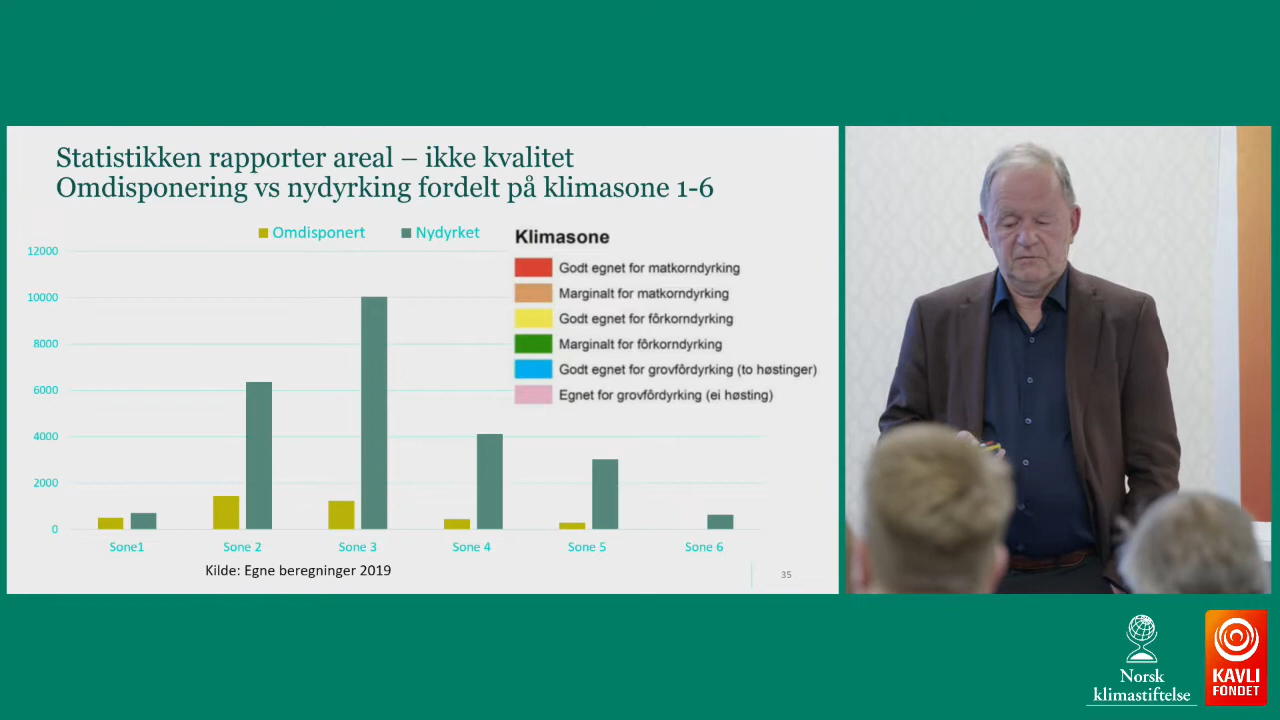 Statistikken rapporter areal – ikke kvalitet
Omdisponering vs nydyrking fordelt på klimasone 1-6
Omdisponert
Nydyrket
12000
10000
8000
6000
4000
2000
0
Sone1
Sone 2
Sone 3
Sone 4
Sone 5
Sone 6
Klimasone
Godt egnet for matkorndyrking
Marginalt for matkorndyrking
Godt egnet for fôrkorndyrking
Marginalt for fôrkorndyrking
Godt egnet for grovfôrdyrking (to høstinger)
Egnet for grovfôrdyrking (ei høsting)
Kilde: Egne beregninger 2019
35
Norsk
klimastiftelse
KAVLI
FONDET